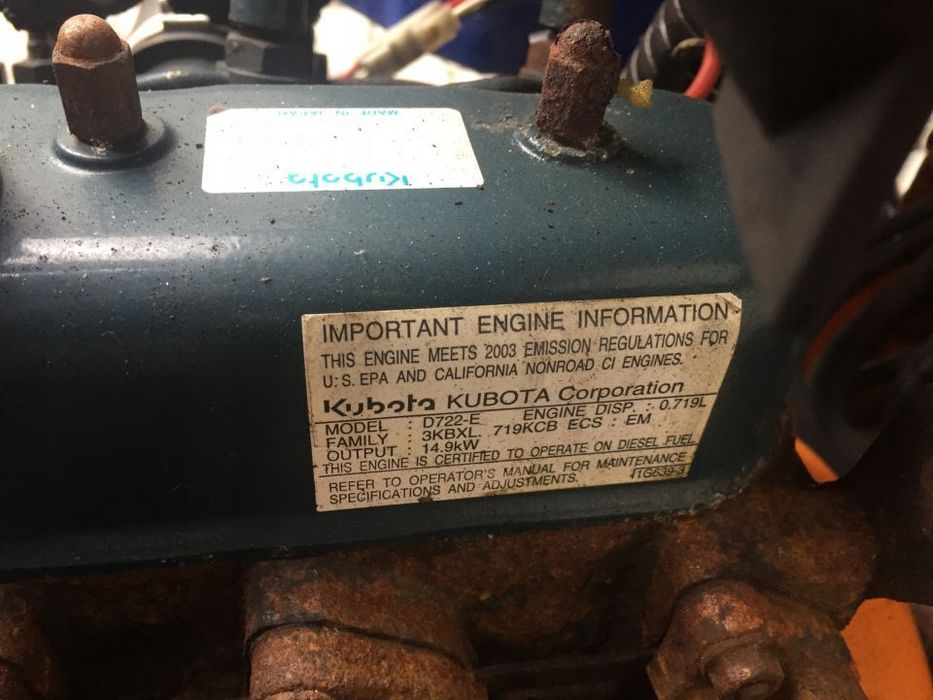 MADE IN JAPAN
Kubota
IMPORTANT ENGINE INFORMATION
THIS ENGINE MEETS 2003 EMISSION REGULATIONS FOR
U.S. EPA AND CALIFORNIA NONROAD CI ENGINES.
Kubota KUBOTA Corporation
MODEL : D722-E ENGINE DISP. : 0.719L
FAMILY : 3KBXL .719KCB ECS : EM
OUTPUT : 14.9kW
THIS ENGINE IS CERTIFIED TO OPERATE ON DIESEL FUEL
REFER TO OPERATOR'S MANUAL FOR MAINTENANCE
SPECIFICATIONS AND ADJUSTMENTS. 1TG639-3